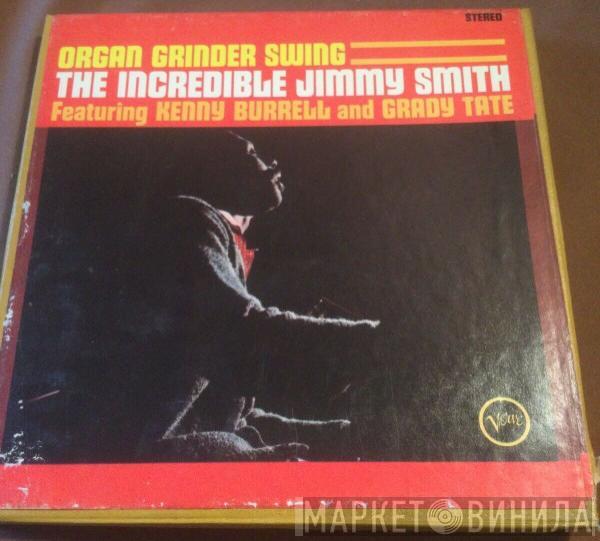 STEREO
ORGAN GRINDER SWING
THE INCREDIBLE JIMMY SMITH
Featuring KENNY BURRELL and GRADY TATE
Verve
МАРКЕТ ВИНИЛА